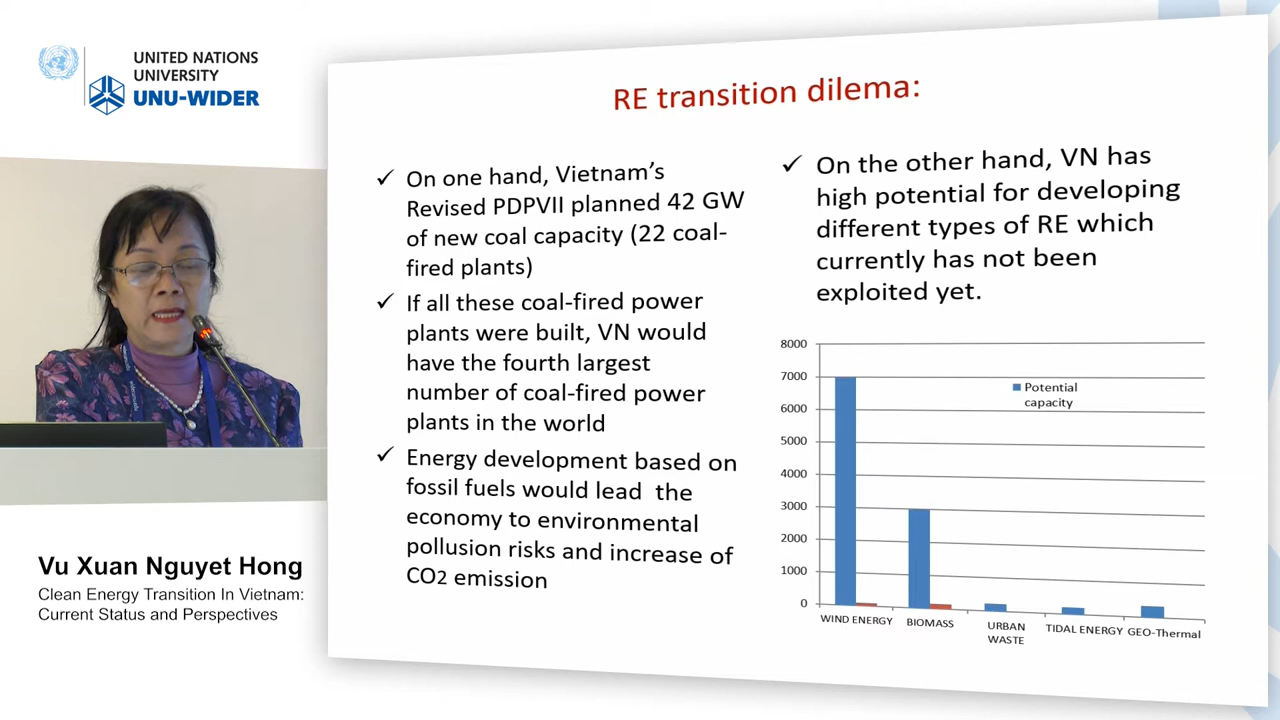 UNITED NATIONS
UNIVERSITY
UNU-WIDER
RE transition dilema:
✓ On one hand, Vietnam's
Revised PDPVII planned 42 GW
of new coal capacity (22 coal-
fired plants)
✓ If all these coal-fired power
plants were built, VN would
have the fourth largest
number of coal-fired power
plants in the world
✓ Energy development based on
fossil fuels would lead the
economy to environmental
pollusion risks and increase of
CO2 emission
✓ On the other hand, VN has
high potential for developing
different types of RE which
currently has not been
exploited yet.
8000
7000
6000
5000
4000
3000
2000
1000
0
Potential
capacity
WIND ENERGY
BIOMASS
URBAN
WASTE
TIDAL ENERGY
GEO-Thermal
Vu Xuan Nguyet Hong
Clean Energy Transition In Vietnam:
Current Status and Perspectives